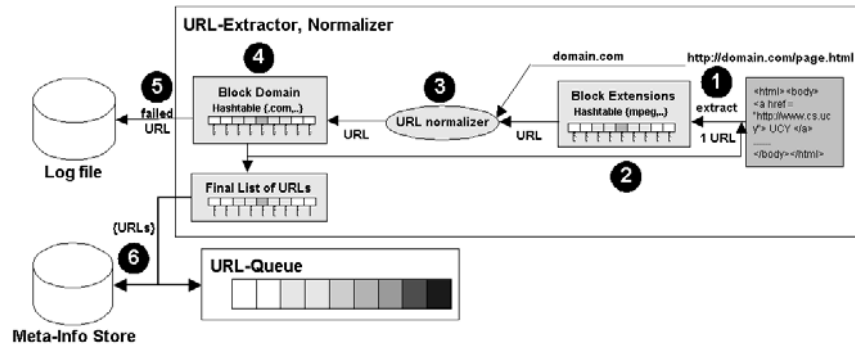 URL-Extractor, Normalizer
4
domain.com
http://domain.com/page.html
5
Block Domain
Hashtable {.com,..}
3
1
Block Extensions
Hashtable {mpeg,..}
extract
<html><body>
<a href =
"http://www.cs.uc
y"> UCY </a>
</body></html>
failed
URL
URL
URL normalizer
URL
1 URL
Log file
2
Final List of URLs
{URLs}
6
URL-Queue
Meta-Info Store